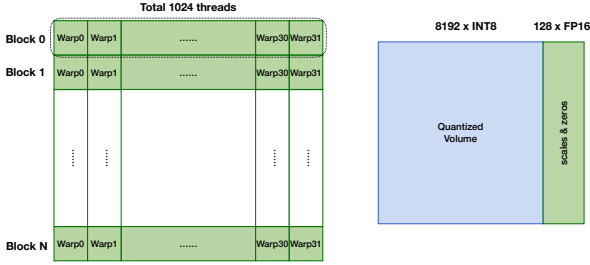 Total 1024 threads
Block 0 Warp0 Warp1 ...... Warp30 Warp31
Block 1 Warp0 Warp1 Warp30 Warp31
...... ...... ......
Block N Warp0 Warp1 ...... Warp30 Warp31
8192 x INT8 128 x FP16
Quantized
Volume
scales & zeros